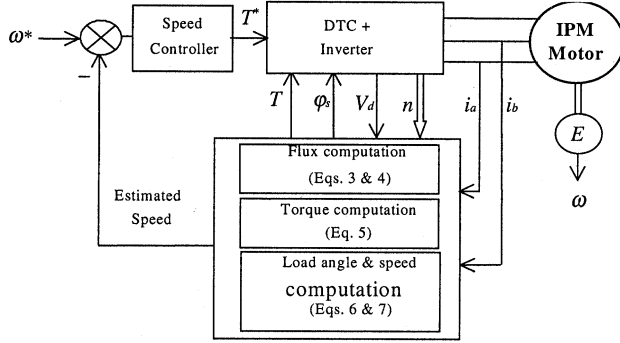 ω*
−
Speed
Controller
T*
DTC +
Inverter
IPM
Motor
T
φs
Vd
n
ia
ib
E
ω
Estimated
Speed
Flux computation
(Eqs. 3 & 4)
Torque computation
(Eq. 5)
Load angle & speed
computation
(Eqs. 6 & 7)